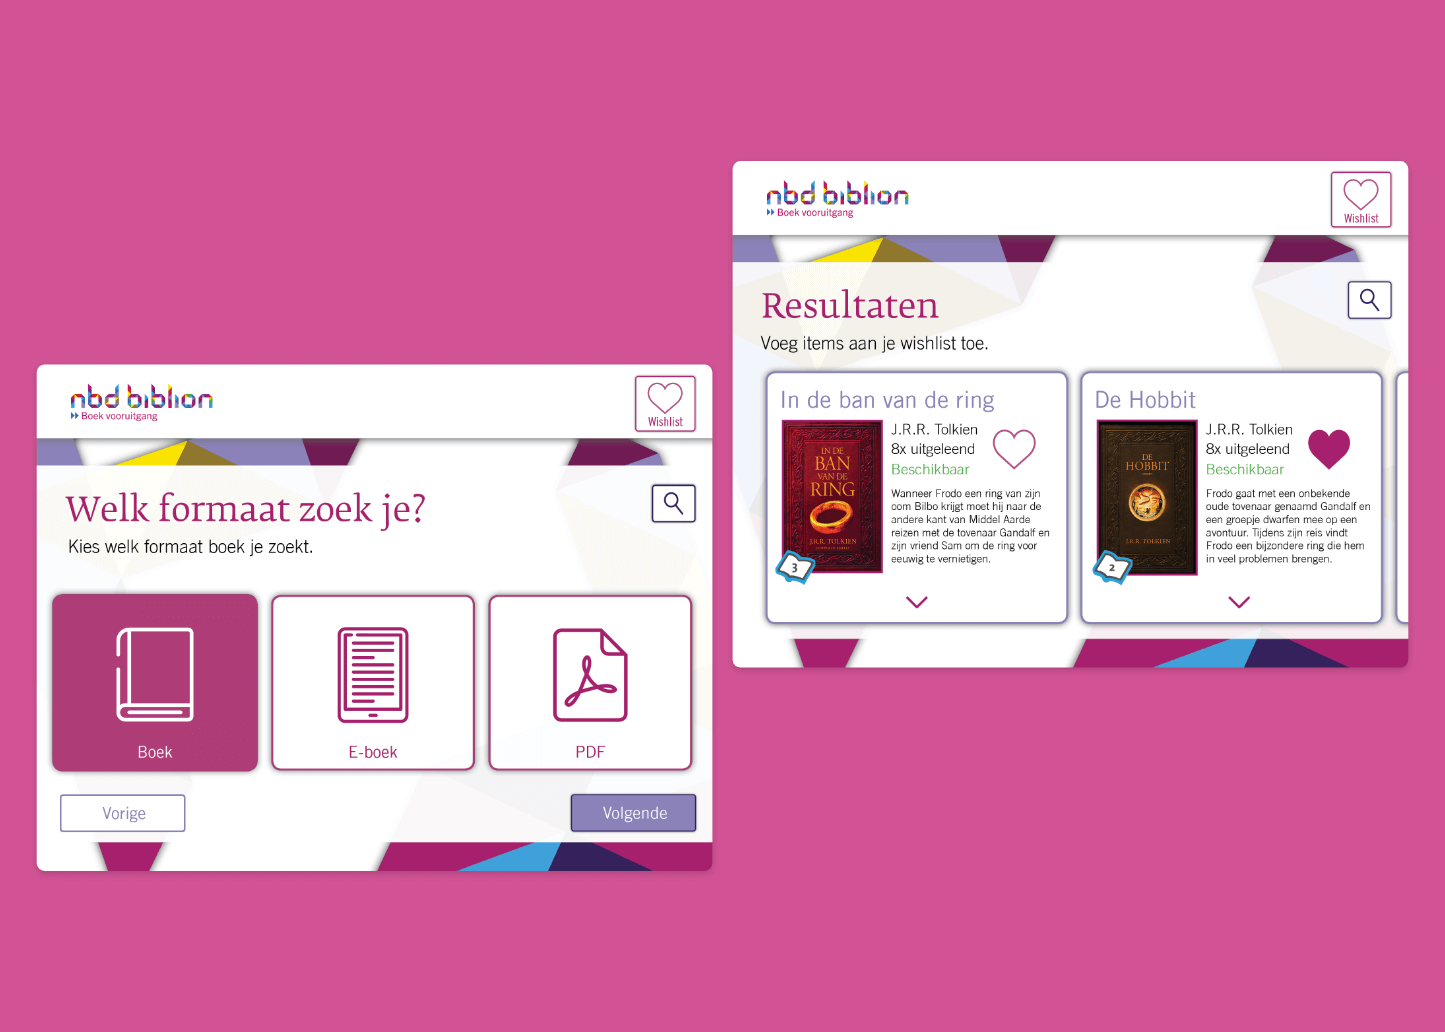 nbd biblion
Boek vooruitgang
Wishlist
Welk formaat zoek je?
Kies welk formaat boek je zoekt.
Boek
E-boek
PDF
Vorige
Volgende
nbd biblion
Boek vooruitgang
Wishlist
Resultaten
Voeg items aan je wishlist toe.
In de ban van de ring
IN DE
BAN
VAN DE
RING
J.R.R. TOLKIEN
3
J.R.R. Tolkien
8x uitgeleend
Beschikbaar
Wanneer Frodo een ring van zijn
oom Bilbo krijgt moet hij naar de
andere kant van Middel Aarde
reizen met de tovenaar Gandalf en
zijn vriend Sam om de ring voor
eeuwig te vernietigen.
De Hobbit
DE
HOBBIT
J.R.R. TOLKIEN
2
J.R.R. Tolkien
8x uitgeleend
Beschikbaar
Frodo gaat met een onbekende
oude tovenaar genaamd Gandalf en
een groepje dwarfen mee op een
avontuur. Tijdens zijn reis vindt
Frodo een bijzondere ring die hem
in veel problemen brengen.